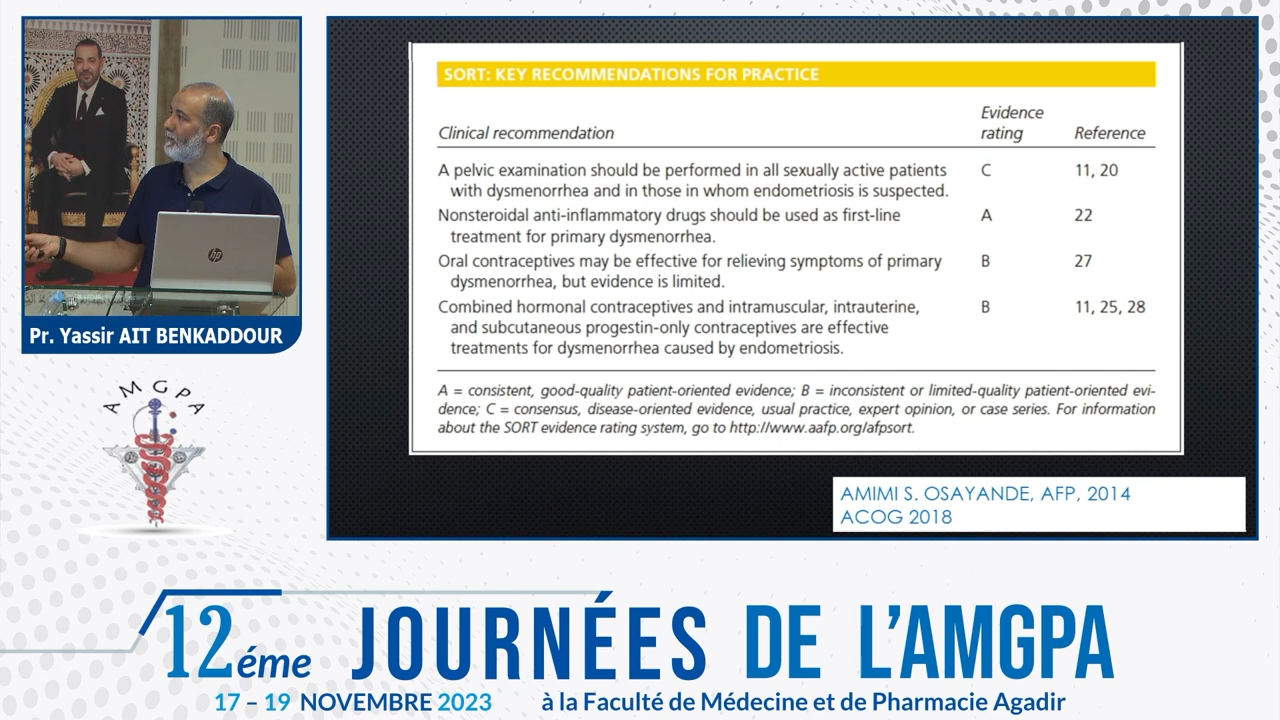 hp
Pr. Yassir AIT BENKADDOUR
AMGPA
SORT: KEY RECOMMENDATIONS FOR PRACTICE
Clinical recommendation
Evidence
rating
Reference
A pelvic examination should be performed in all sexually active patients
with dysmenorrhea and in those in whom endometriosis is suspected.
C
11, 20
Nonsteroidal anti-inflammatory drugs should be used as first-line
treatment for primary dysmenorrhea.
A
22
Oral contraceptives may be effective for relieving symptoms of primary
dysmenorrhea, but evidence is limited.
B
27
Combined hormonal contraceptives and intramuscular, intrauterine,
and subcutaneous progestin-only contraceptives are effective
treatments for dysmenorrhea caused by endometriosis.
B
11, 25, 28
A = consistent, good-quality patient-oriented evidence; B = inconsistent or limited-quality patient-oriented evi-
dence; C = consensus, disease-oriented evidence, usual practice, expert opinion, or case series. For information
about the SORT evidence rating system, go to http://www.aafp.org/afpsort.
AMIMI S. OSAYANDE, AFP, 2014
ACOG 2018
12éme JOURNÉES DE L'AMGPA
17 – 19 NOVEMBRE 2023 à la Faculté de Médecine et de Pharmacie Agadir